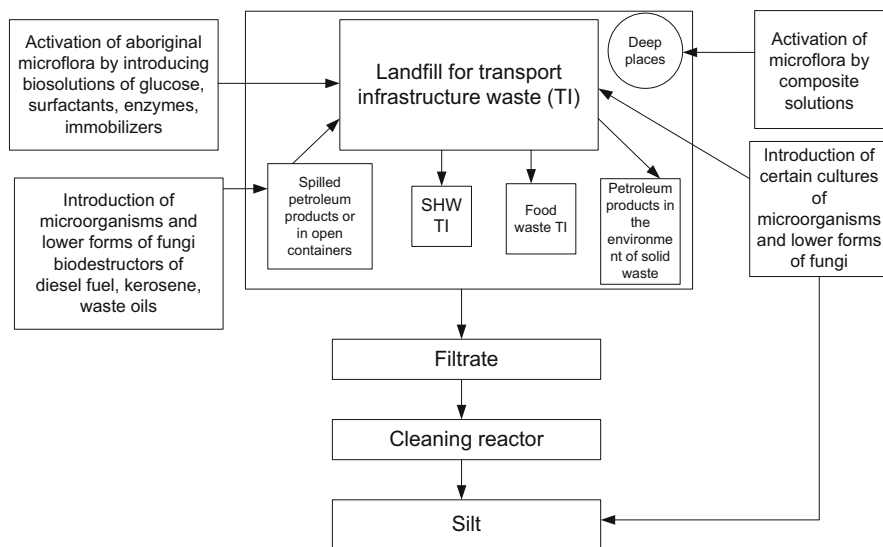 Activation of aboriginal
microflora by introducing
biosolutions of glucose,
surfactants, enzymes,
immobilizers
Landfill for transport
infrastructure waste (TI)
Deep
places
Activation of
microflora by
composite
solutions
Introduction of
microorganisms and
lower forms of fungi
biodestructors of
diesel fuel, kerosene,
waste oils
Spilled
petroleum
products or
in open
containers
SHW
TI
Food
waste TI
Petroleum
products in
the
environme
nt of solid
waste
Introduction of
certain cultures
of
microorganisms
and lower forms
of fungi
Filtrate
Cleaning reactor
Silt